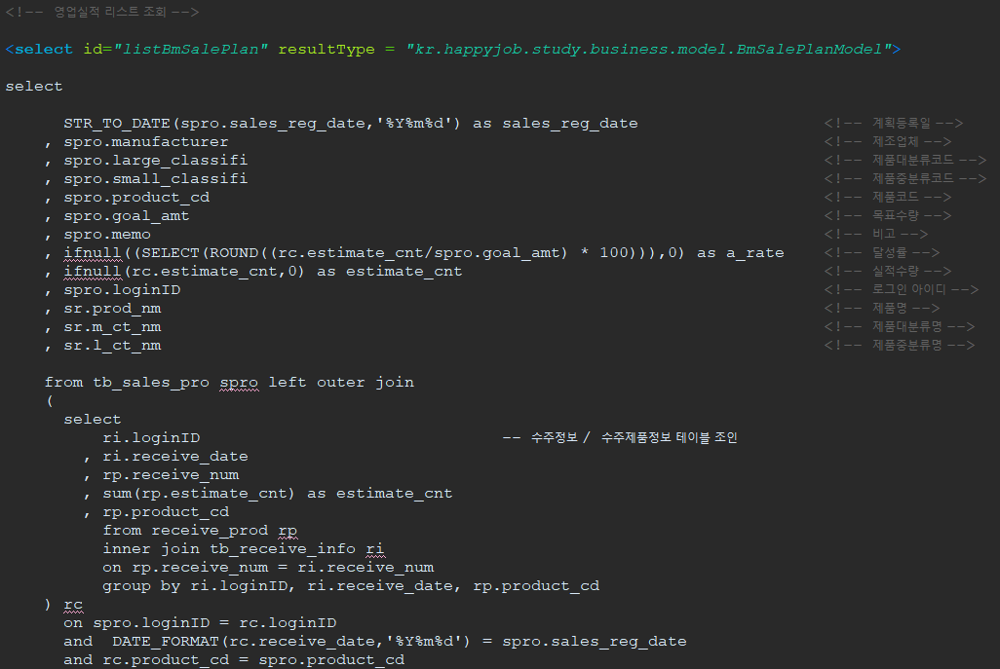 <!-- 영업실적 리스트 조회 -->
<select id="listBmSalePlan" resultType = "kr.happyjob.study.business.model.BmSalePlanModel">
select
STR_TO_DATE(spro.sales_reg_date,'%Y%m%d') as sales_reg_date <!-- 계획등록일 -->
, spro.manufacturer <!-- 제조업체 -->
, spro.large_classifi <!-- 제품대분류코드 -->
, spro.small_classifi <!-- 제품중분류코드 -->
, spro.product_cd <!-- 제품코드 -->
, spro.goal_amt <!-- 목표수량 -->
, spro.memo <!-- 비고 -->
, ifnull((SELECT(ROUND((rc.estimate_cnt/spro.goal_amt) * 100))),0) as a_rate <!-- 달성률 -->
, ifnull(rc.estimate_cnt,0) as estimate_cnt <!-- 실적수량 -->
, spro.loginID <!-- 로그인 아이디 -->
, sr.prod_nm <!-- 제품명 -->
, sr.m_ct_nm <!-- 제품대분류명 -->
, sr.l_ct_nm <!-- 제품중분류명 -->
from tb_sales_pro spro left outer join
(
select
ri.loginID -- 수주정보 / 수주제품정보 테이블 조인
, ri.receive_date
, rp.receive_num
, sum(rp.estimate_cnt) as estimate_cnt
, rp.product_cd
from receive_prod rp
inner join tb_receive_info ri
on rp.receive_num = ri.receive_num
group by ri.loginID, ri.receive_date, rp.product_cd
) rc
on spro.loginID = rc.loginID
and DATE_FORMAT(rc.receive_date,'%Y%m%d') = spro.sales_reg_date
and rc.product_cd = spro.product_cd